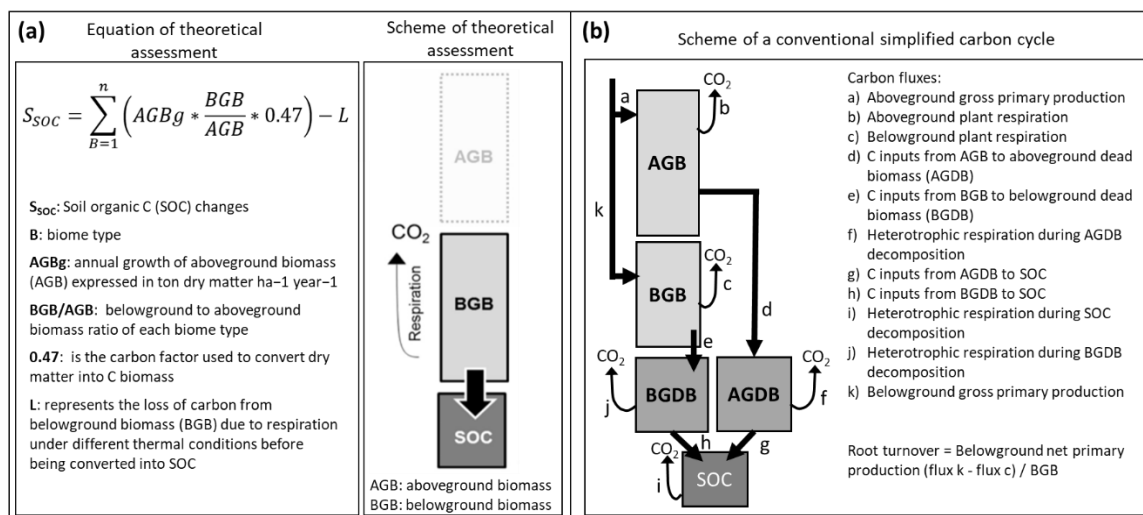 (a)
Equation of theoretical
assessment
S_SOC = \sum_{B=1}^{n} \left( AGBg * \frac{BGB}{AGB} * 0.47 \right) - L
S_SOC: Soil organic C (SOC) changes
B: biome type
AGBg: annual growth of aboveground biomass
(AGB) expressed in ton dry matter ha−1 year−1
BGB/AGB: belowground to aboveground
biomass ratio of each biome type
0.47: is the carbon factor used to convert dry
matter into C biomass
L: represents the loss of carbon from
belowground biomass (BGB) due to respiration
under different thermal conditions before
being converted into SOC
Scheme of theoretical
assessment
AGB
CO2
Respiration
BGB
SOC
AGB: aboveground biomass
BGB: belowground biomass
(b)
Scheme of a conventional simplified carbon cycle
CO2
a
b
AGB
k
CO2
BGB
c
d
e
CO2
CO2
BGDB
AGDB
j
f
h
g
CO2
SOC
i
Carbon fluxes:
a) Aboveground gross primary production
b) Aboveground plant respiration
c) Belowground plant respiration
d) C inputs from AGB to aboveground dead
biomass (AGDB)
e) C inputs from BGB to belowground dead
biomass (BGDB)
f) Heterotrophic respiration during AGDB
decomposition
g) C inputs from AGDB to SOC
h) C inputs from BGDB to SOC
i) Heterotrophic respiration during SOC
decomposition
j) Heterotrophic respiration during BGDB
decomposition
k) Belowground gross primary production
Root turnover = Belowground net primary
production (flux k - flux c) / BGB